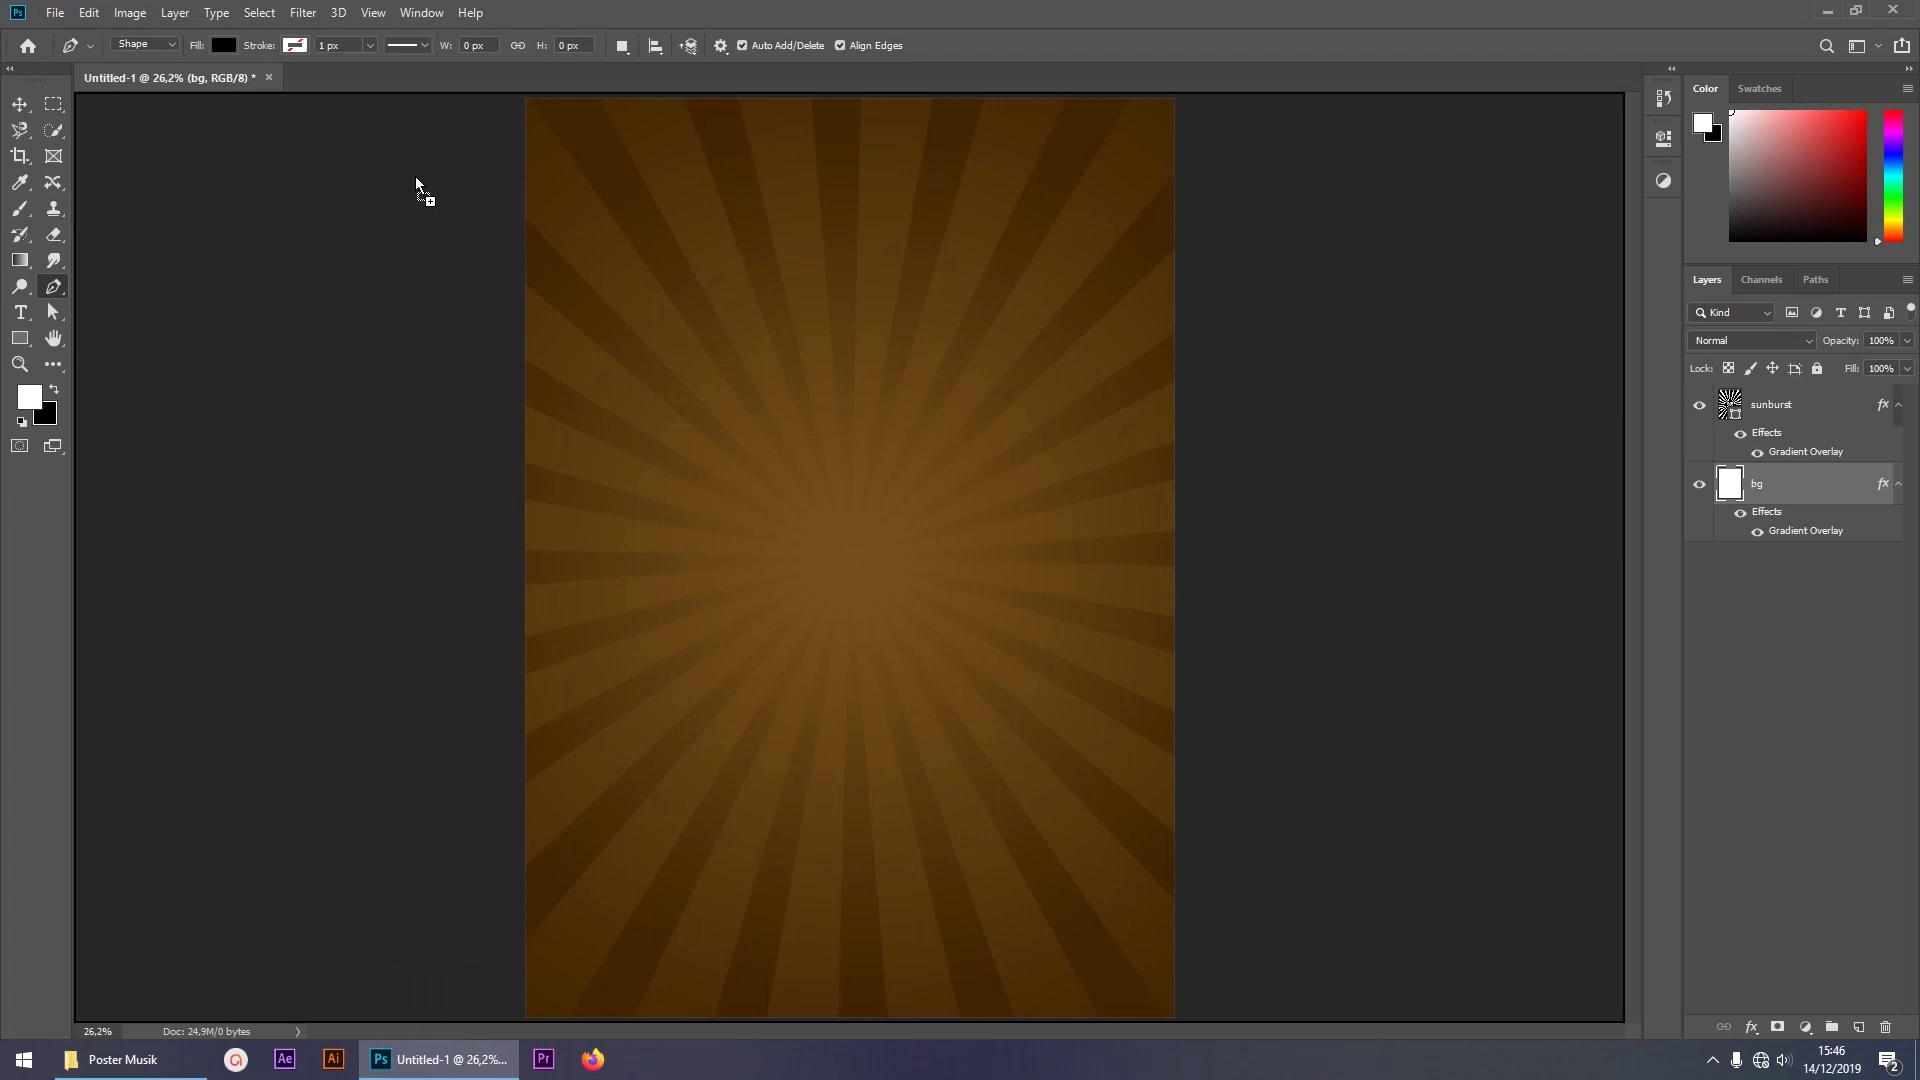 Ps File Edit Image Layer Type Select Filter 3D View Window Help
Shape Fill: Stroke: 1 px W: 0 px H: 0 px Auto Add/Delete Align Edges
Untitled-1 @ 26,2% (bg, RGB/8) * ×
Color Swatches
Layers Channels Paths
Kind
Normal Opacity: 100%
Lock: Fill: 100%
sunburst fx
Effects
Gradient Overlay
bg fx
Effects
Gradient Overlay
26,2% Doc: 24,9M/0 bytes
fx
Poster Musik Ae Ai Ps Untitled-1 @ 26,2%... Pr
15:46
14/12/2019
2